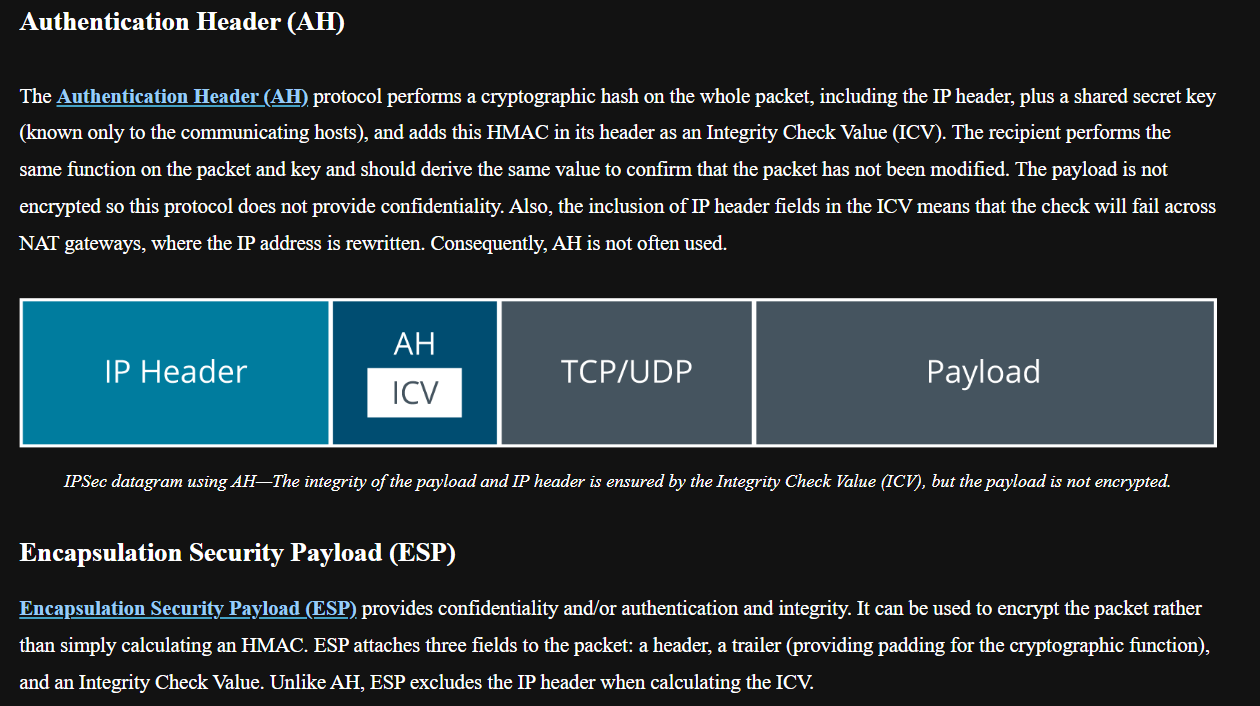 Authentication Header (AH)
The Authentication Header (AH) protocol performs a cryptographic hash on the whole packet, including the IP header, plus a shared secret key
(known only to the communicating hosts), and adds this HMAC in its header as an Integrity Check Value (ICV). The recipient performs the
same function on the packet and key and should derive the same value to confirm that the packet has not been modified. The payload is not
encrypted so this protocol does not provide confidentiality. Also, the inclusion of IP header fields in the ICV means that the check will fail across
NAT gateways, where the IP address is rewritten. Consequently, AH is not often used.
IP Header
AH
ICV
TCP/UDP
Payload
IPSec datagram using AH—The integrity of the payload and IP header is ensured by the Integrity Check Value (ICV), but the payload is not encrypted.
Encapsulation Security Payload (ESP)
Encapsulation Security Payload (ESP) provides confidentiality and/or authentication and integrity. It can be used to encrypt the packet rather
than simply calculating an HMAC. ESP attaches three fields to the packet: a header, a trailer (providing padding for the cryptographic function),
and an Integrity Check Value. Unlike AH, ESP excludes the IP header when calculating the ICV.